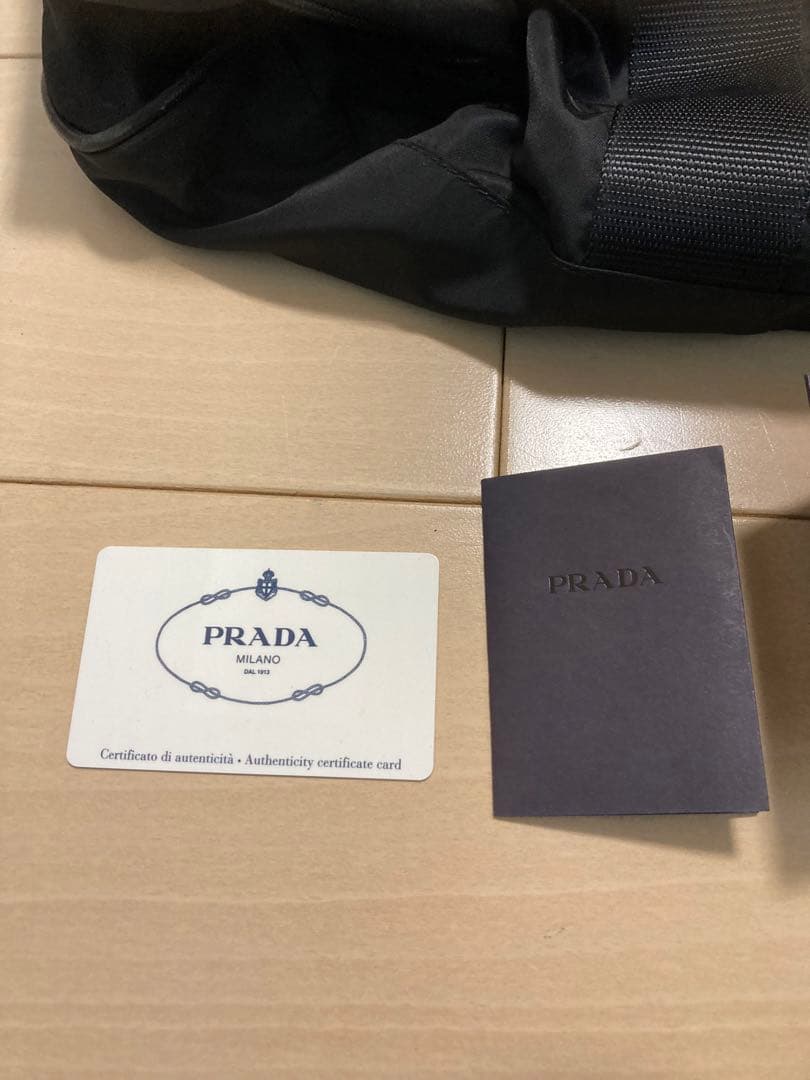 PRADA
MILANO
DAL 1913
Certificato di autenticità • Authenticity certificate card
PRADA